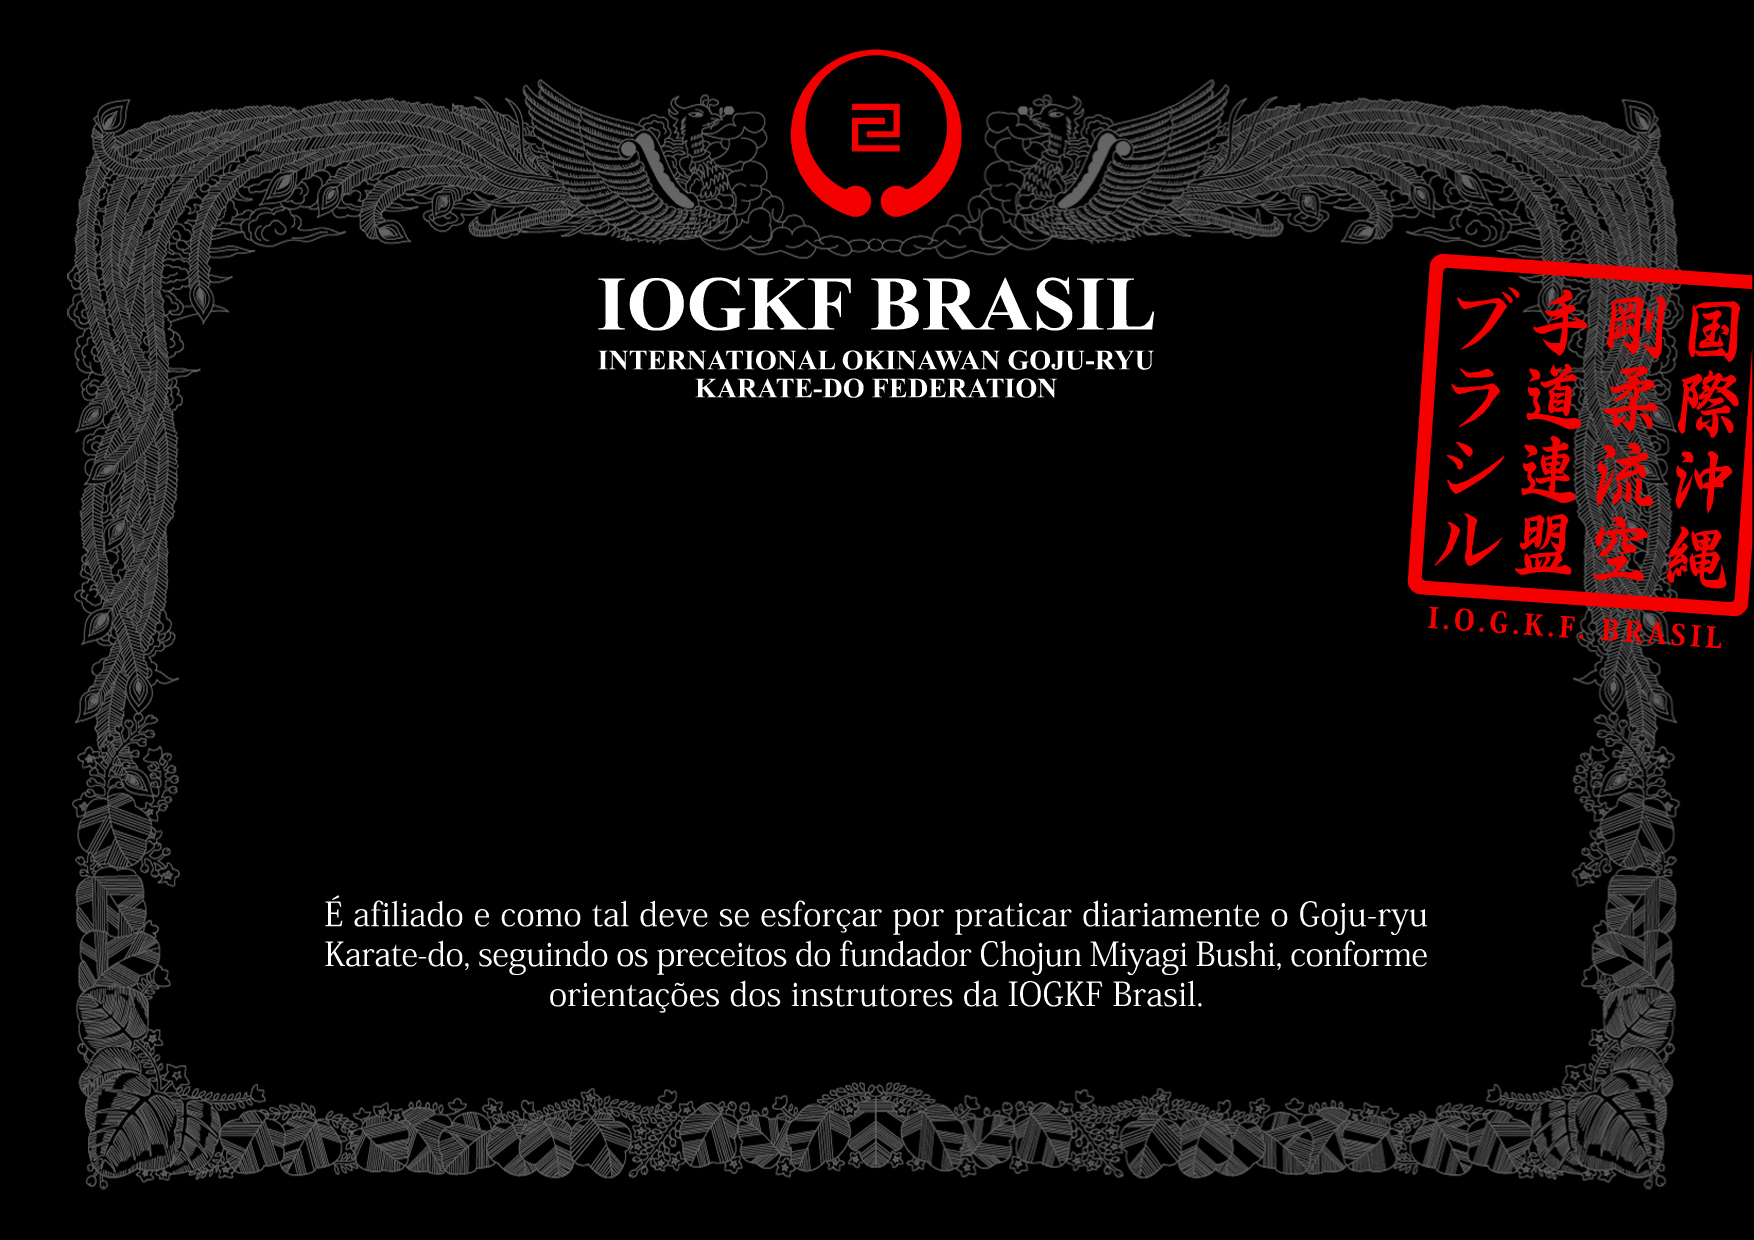 IOGKF BRASIL
INTERNATIONAL OKINAWAN GOJU-RYU
KARATE-DO FEDERATION
国際沖縄
剛柔流空
手道連盟
ブラシル
I.O.G.K.F. BRASIL
É afiliado e como tal deve se esforçar por praticar diariamente o Goju-ryu
Karate-do, seguindo os preceitos do fundador Chojun Miyagi Bushi, conforme
orientações dos instrutores da IOGKF Brasil.